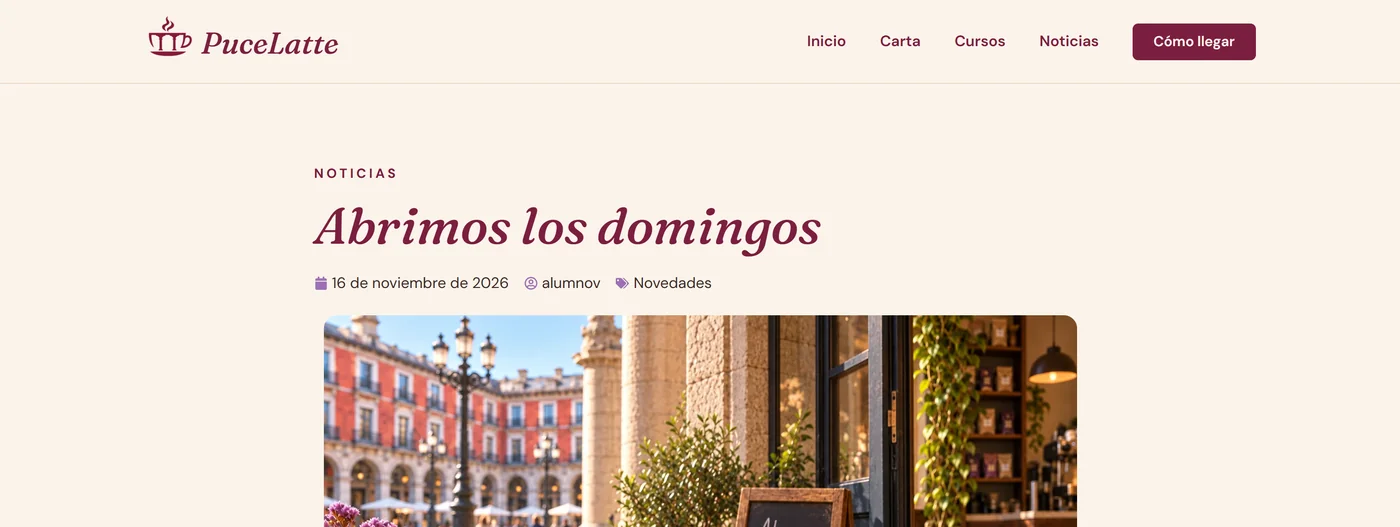 PuceLatte
Inicio Carta Cursos Noticias Cómo llegar
NOTICIAS
Abrimos los domingos
16 de noviembre de 2026 alumnov Novedades